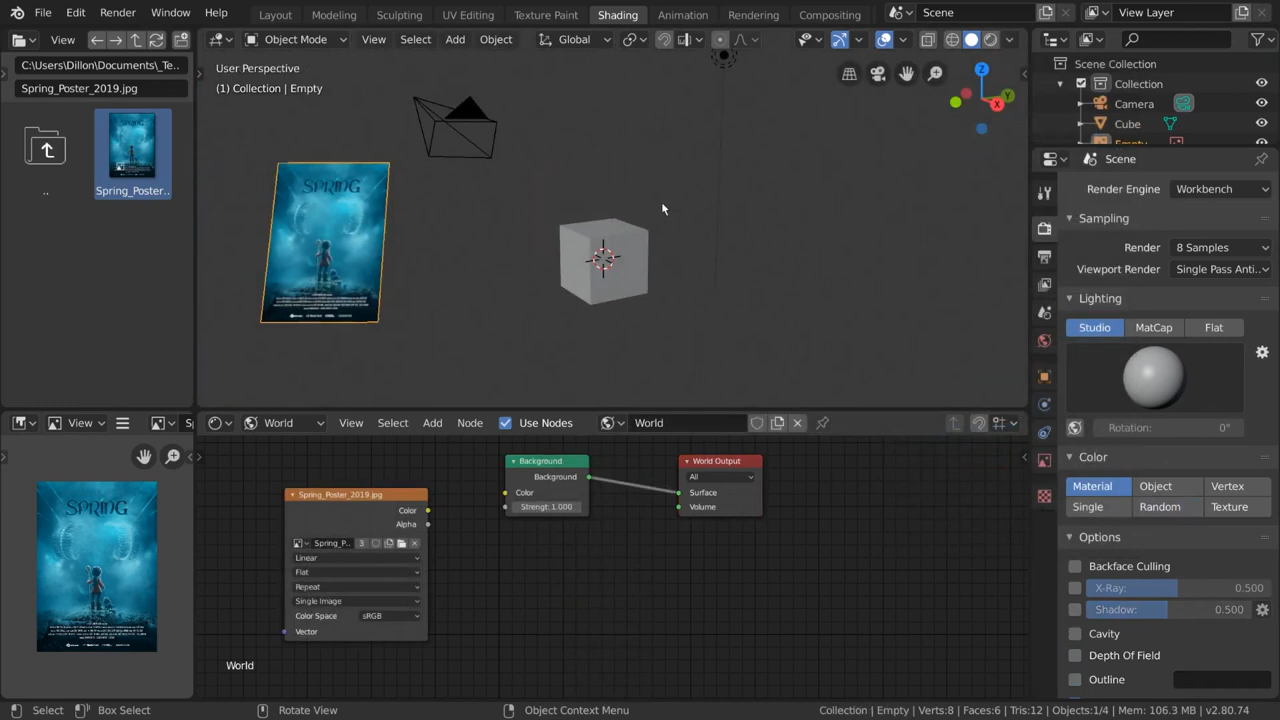 File Edit Render Window Help Layout Modeling Sculpting UV Editing Texture Paint Shading Animation Rendering Compositing Scene View Layer
View
C:\Users\Dillon\Documents\_Te..
Spring_Poster_2019.jpg
..
Spring_Poster..
Object Mode View Select Add Object Global
User Perspective
(1) Collection | Empty
SPRING
Z
Y
X
Scene Collection
Collection
Camera
Cube
Empty
Scene
Render Engine Workbench
Sampling
Render 8 Samples
Viewport Render Single Pass Anti...
Lighting
Studio MatCap Flat
Rotation: 0°
Color
Material Object Vertex
Single Random Texture
Options
Backface Culling
X-Ray: 0.500
Shadow: 0.500
Cavity
Depth Of Field
Outline
View
SPRING
World View Select Add Node Use Nodes World
Spring_Poster_2019.jpg
Color
Alpha
Spring_P... 3
Linear
Flat
Repeat
Single Image
Color Space sRGB
Vector
Background
Background
Color
Strengt: 1.000
World Output
All
Surface
Volume
World
Select Box Select Rotate View Object Context Menu Collection | Empty | Verts:8 | Faces:6 | Tris:12 | Objects:1/4 | Mem: 106.3 MB | v2.80.74